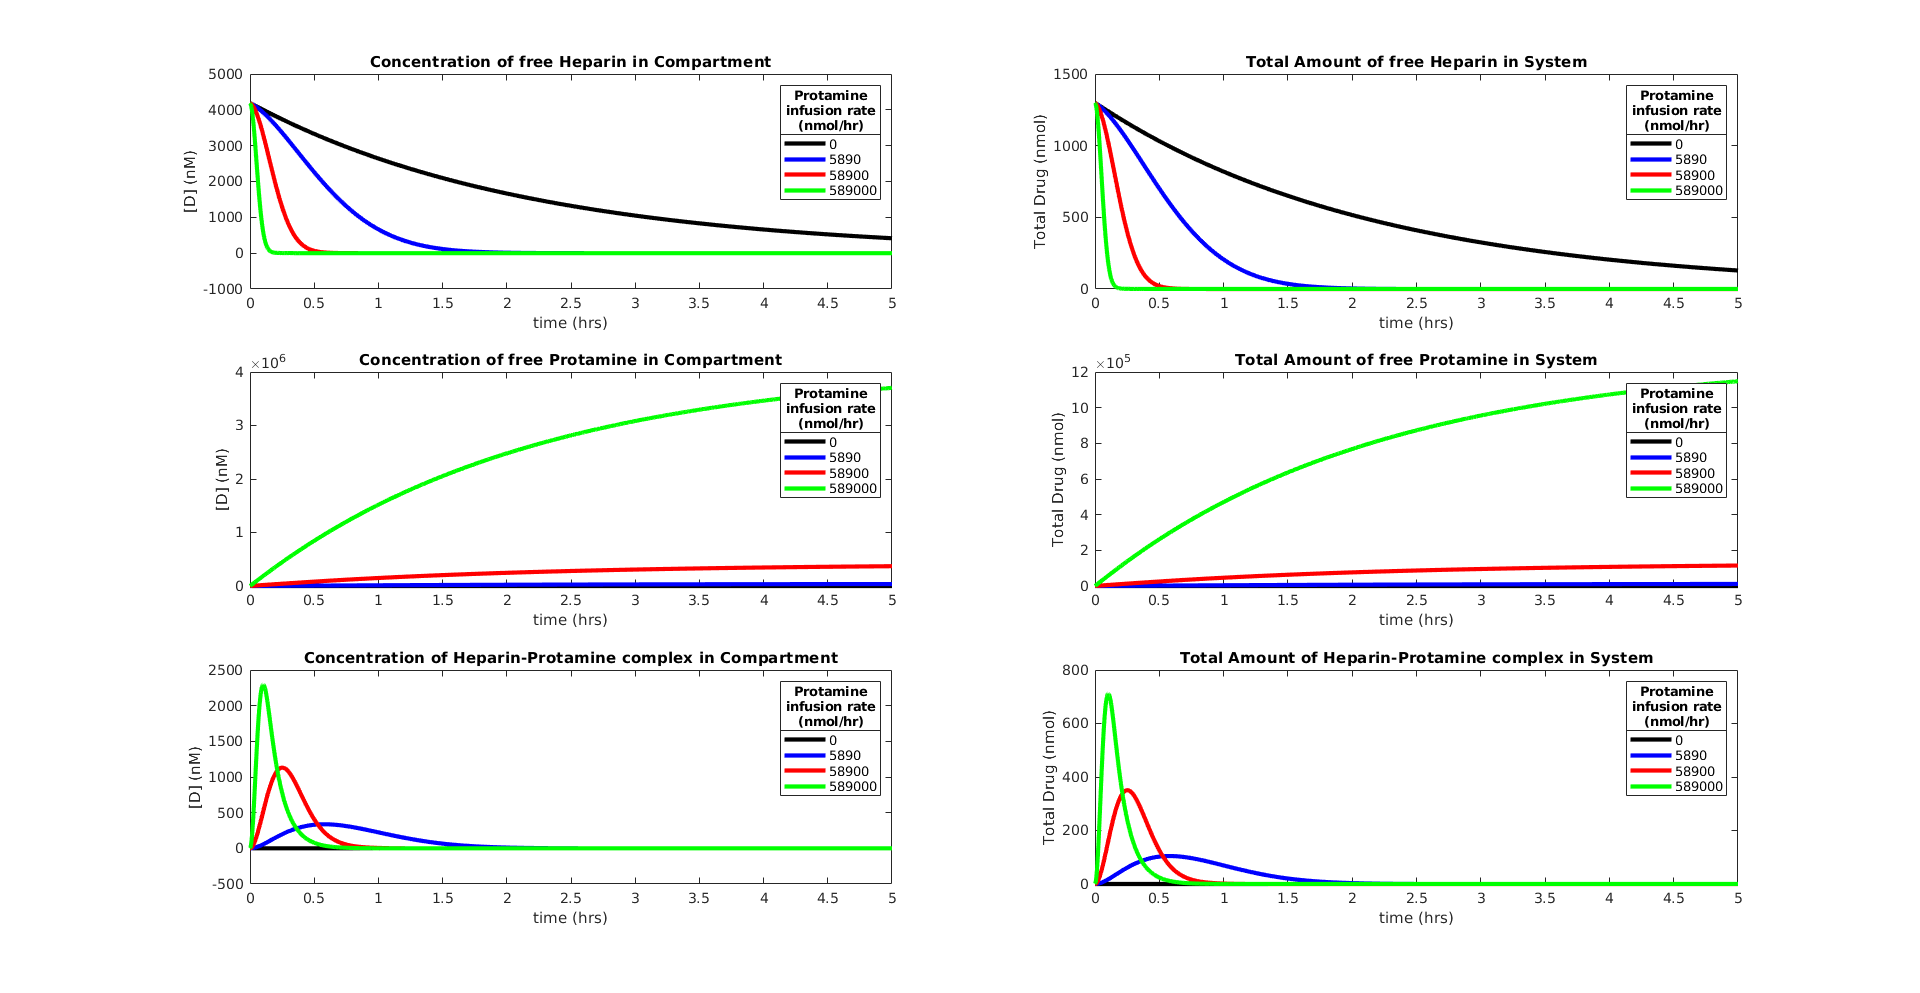 Concentration of free Heparin in Compartment
5000
4000
3000
2000
1000
0
-1000
[D] (nM)
0 0.5 1 1.5 2 2.5 3 3.5 4 4.5 5
time (hrs)
Protamine
infusion rate
(nmol/hr)
0
5890
58900
589000
Total Amount of free Heparin in System
1500
1000
500
0
Total Drug (nmol)
0 0.5 1 1.5 2 2.5 3 3.5 4 4.5 5
time (hrs)
Protamine
infusion rate
(nmol/hr)
0
5890
58900
589000
Concentration of free Protamine in Compartment
×10⁶
4
3
2
1
0
[D] (nM)
0 0.5 1 1.5 2 2.5 3 3.5 4 4.5 5
time (hrs)
Protamine
infusion rate
(nmol/hr)
0
5890
58900
589000
Total Amount of free Protamine in System
×10⁵
12
10
8
6
4
2
0
Total Drug (nmol)
0 0.5 1 1.5 2 2.5 3 3.5 4 4.5 5
time (hrs)
Protamine
infusion rate
(nmol/hr)
0
5890
58900
589000
Concentration of Heparin-Protamine complex in Compartment
2500
2000
1500
1000
500
0
-500
[D] (nM)
0 0.5 1 1.5 2 2.5 3 3.5 4 4.5 5
time (hrs)
Protamine
infusion rate
(nmol/hr)
0
5890
58900
589000
Total Amount of Heparin-Protamine complex in System
800
600
400
200
0
Total Drug (nmol)
0 0.5 1 1.5 2 2.5 3 3.5 4 4.5 5
time (hrs)
Protamine
infusion rate
(nmol/hr)
0
5890
58900
589000